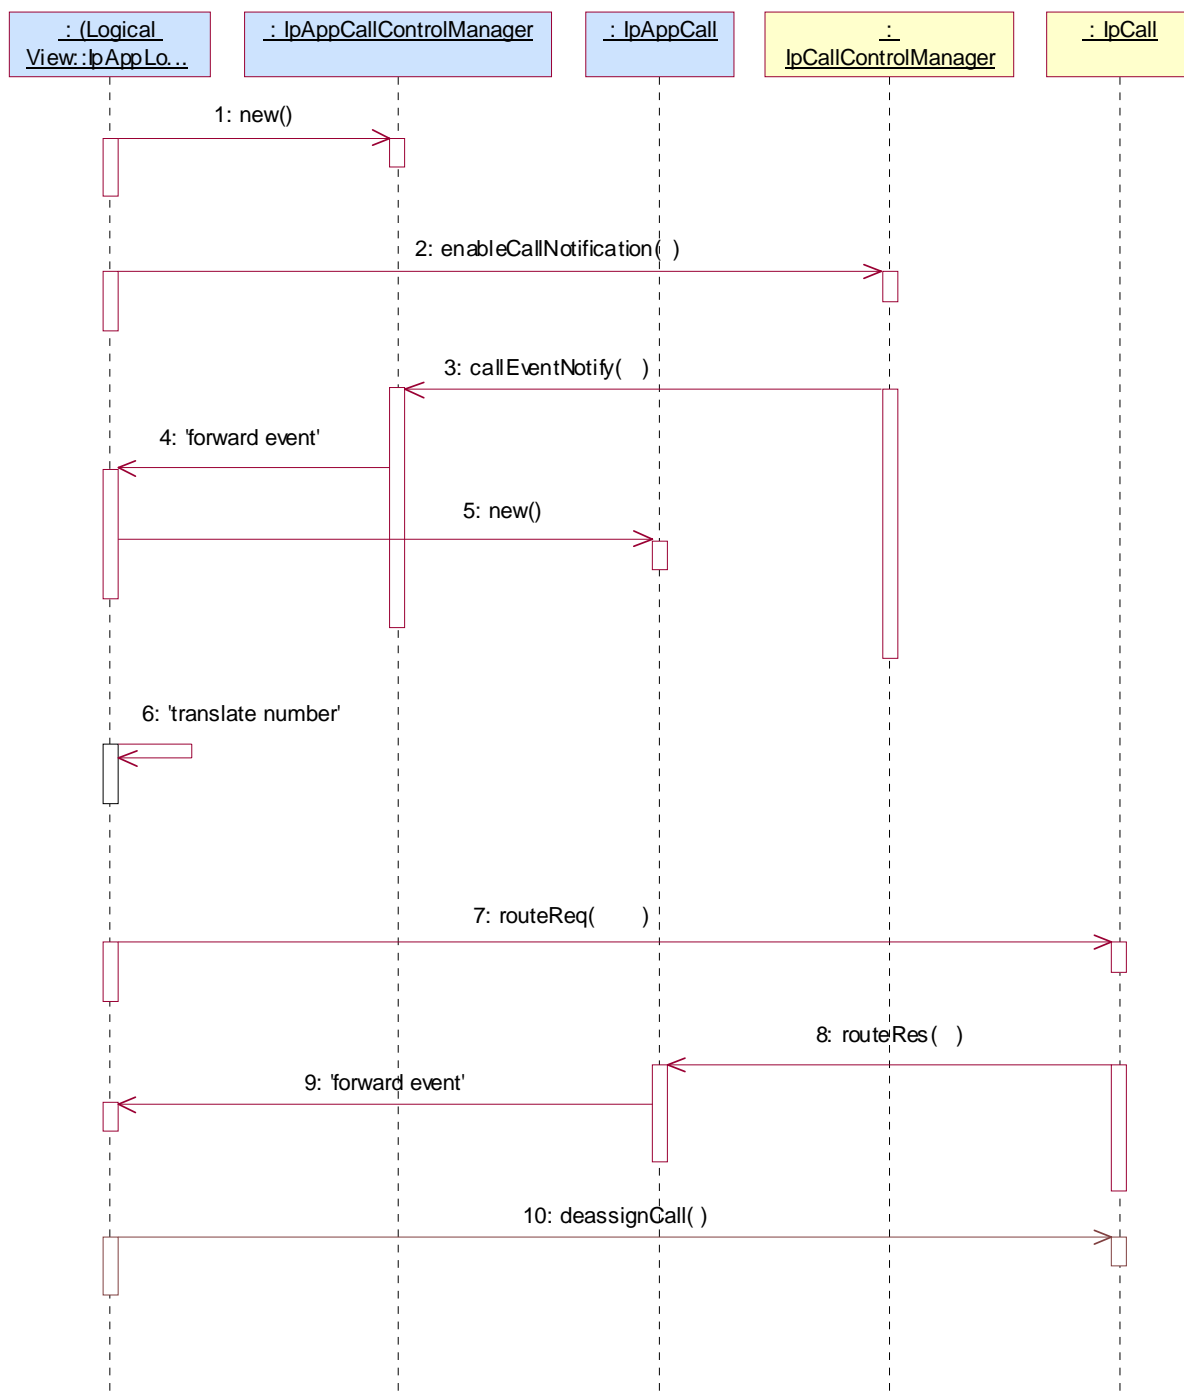 : (Logical
View::IpAppLo...
: IpAppCallControlManager
: IpAppCall
:
IpCallControlManager
: IpCall
1: new()
2: enableCallNotification( )
3: callEventNotify( )
4: 'forward event'
5: new()
6: 'translate number'
7: routeReq( )
8: routeRes( )
9: 'forward event'
10: deassignCall( )